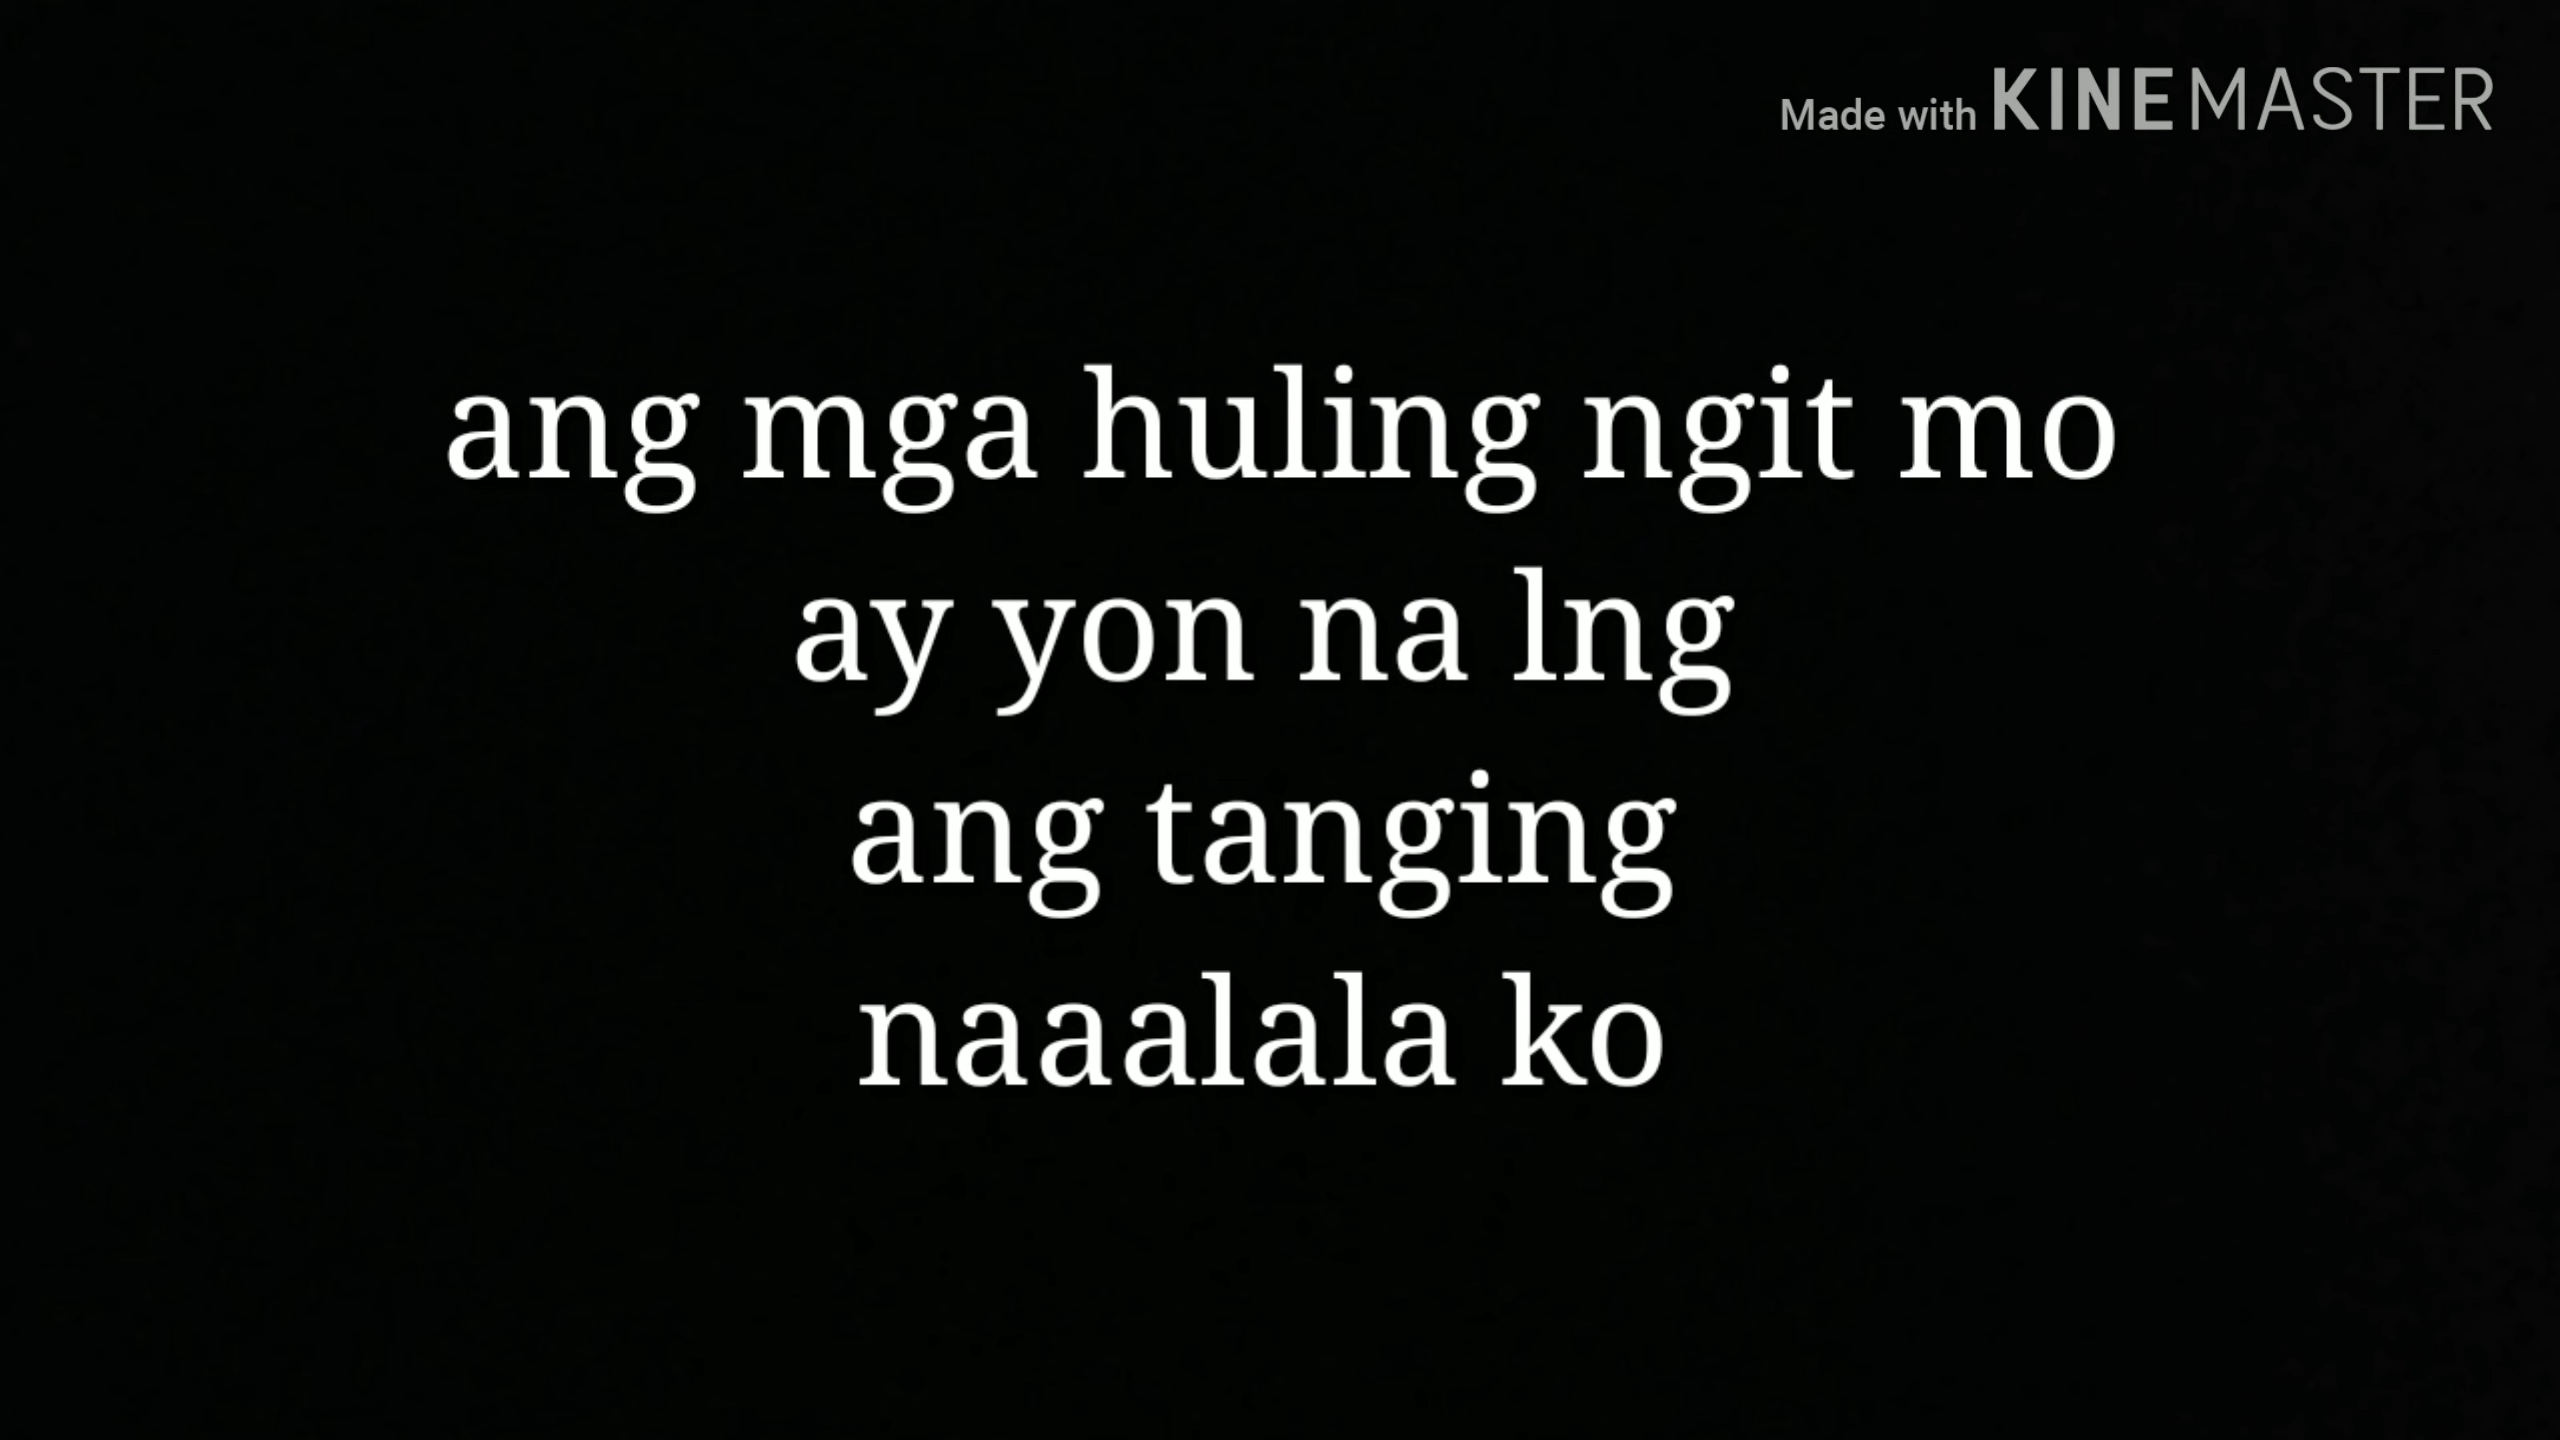 Made with KINEMASTER
ang mga huling ngit mo
ay yon na lng
ang tanging
naaalala ko